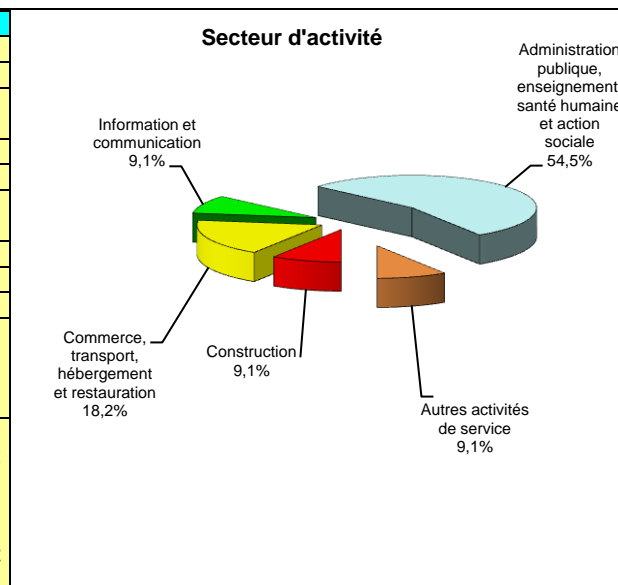 Secteur d'activité
Administration
publique,
enseignement,
santé humaine
et action
sociale
54,5%
Information et
communication
9,1%
Commerce,
transport,
hébergement
et restauration
18,2%
Construction
9,1%
Autres activités
de service
9,1%